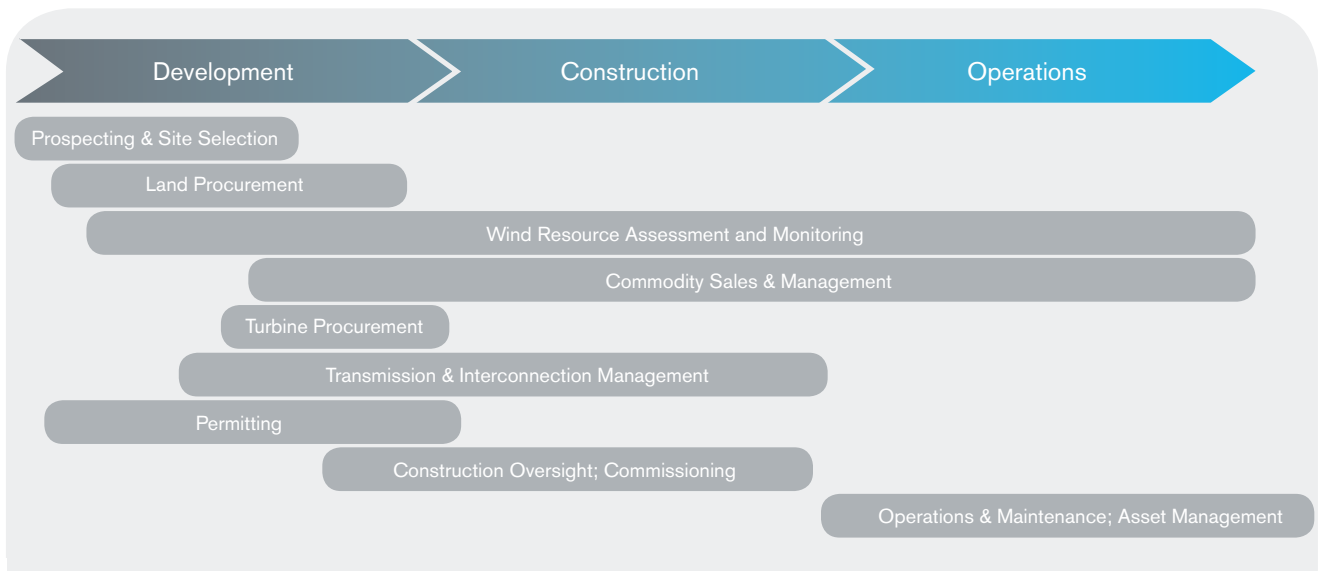 Development
Construction
Operations
Prospecting & Site Selection
Land Procurement
Wind Resource Assessment and Monitoring
Commodity Sales & Management
Turbine Procurement
Transmission & Interconnection Management
Permitting
Construction Oversight; Commissioning
Operations & Maintenance; Asset Management